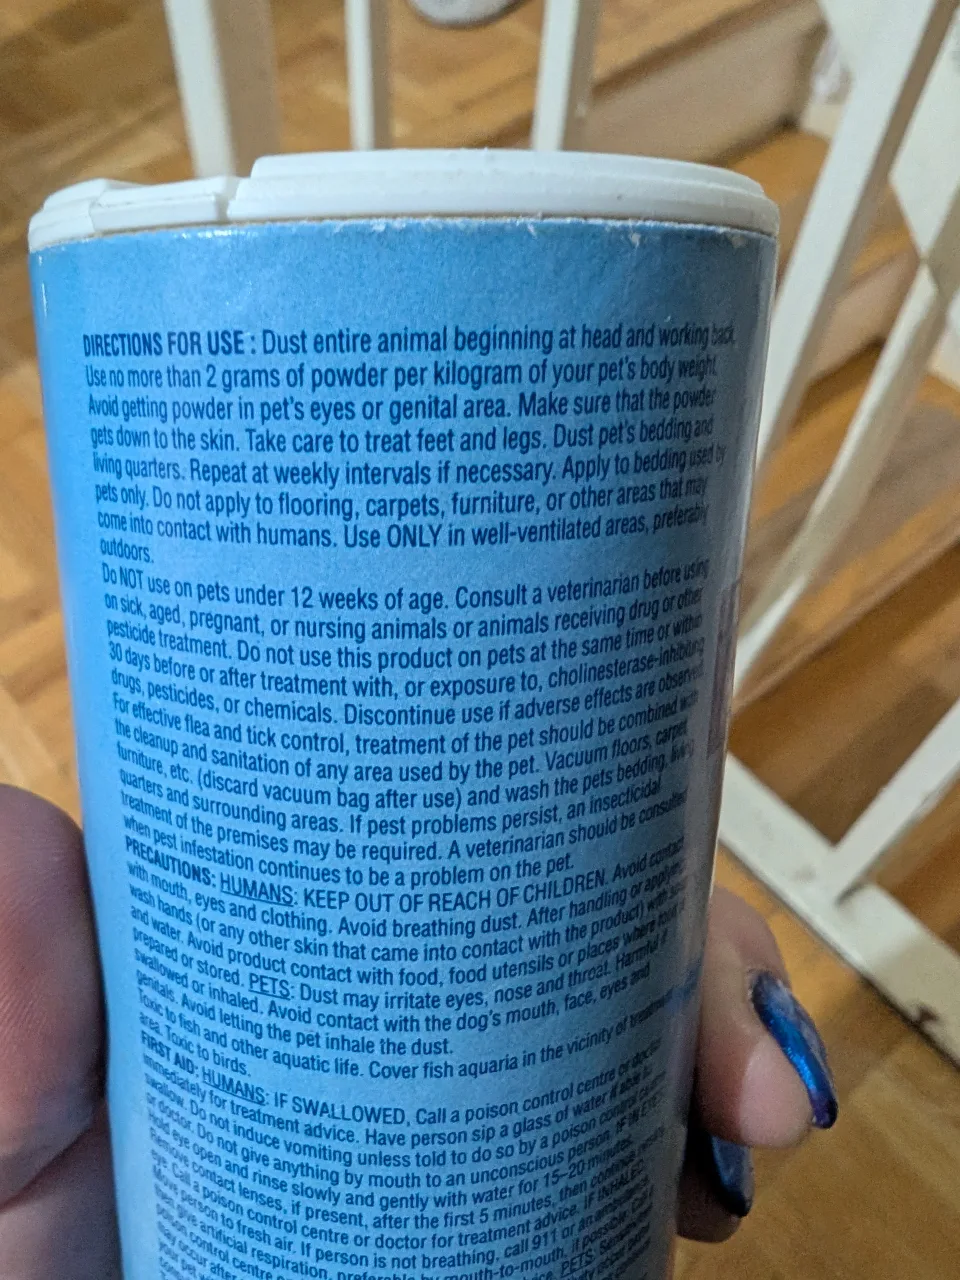 DIRECTIONS FOR USE : Dust entire animal beginning at head and working back.
Use no more than 2 grams of powder per kilogram of your pet's body weight.
Avoid getting powder in pet's eyes or genital area. Make sure that the powder
gets down to the skin. Take care to treat feet and legs. Dust pet's bedding and
living quarters. Repeat at weekly intervals if necessary. Apply to bedding used by
pets only. Do not apply to flooring, carpets, furniture, or other areas that may
come into contact with humans. Use ONLY in well-ventilated areas, preferably
outdoors.
Do NOT use on pets under 12 weeks of age. Consult a veterinarian before using
on sick, aged, pregnant, or nursing animals or animals receiving drug or other
pesticide treatment. Do not use this product on pets at the same time or within
30 days before or after treatment with, or exposure to, cholinesterase-inhibiting
drugs, pesticides, or chemicals. Discontinue use if adverse effects are observed.
For effective flea and tick control, treatment of the pet should be combined with
the cleanup and sanitation of any area used by the pet. Vacuum floors, carpet,
furniture, etc. (discard vacuum bag after use) and wash the pets bedding, living
quarters and surrounding areas. If pest problems persist, an insecticidal
treatment of the premises may be required. A veterinarian should be consulted
when pest infestation continues to be a problem on the pet.
PRECAUTIONS: HUMANS: KEEP OUT OF REACH OF CHILDREN. Avoid contact
with mouth, eyes and clothing. Avoid breathing dust. After handling or applying
wash hands (or any other skin that came into contact with the product) with
and water. Avoid product contact with food, food utensils or places where food is
prepared or stored. PETS: Dust may irritate eyes, nose and throat. Harmful if
swallowed or inhaled. Avoid contact with the dog's mouth, face, eyes and
genitals. Avoid letting the pet inhale the dust.
Toxic to fish and other aquatic life. Cover fish aquaria in the vicinity of treatment
area. Toxic to birds.
FIRST AID: HUMANS: IF SWALLOWED, Call a poison control centre or doctor
immediately for treatment advice. Have person sip a glass of water if able to
swallow. Do not induce vomiting unless told to do so by a poison control centre
or doctor. Do not give anything by mouth to an unconscious person. IF IN EYES,
Hold eye open and rinse slowly and gently with water for 15-20 minutes.
Remove contact lenses, if present, after the first 5 minutes, then continue rinsing
eye. Call a poison control centre or doctor for treatment advice. IF INHALED,
Move person to fresh air. If person is not breathing, call 911 or an ambulance,
then give artificial respiration, preferably by mouth-to-mouth, if possible. Call a
poison control centre PETS:
may occur after
your pet